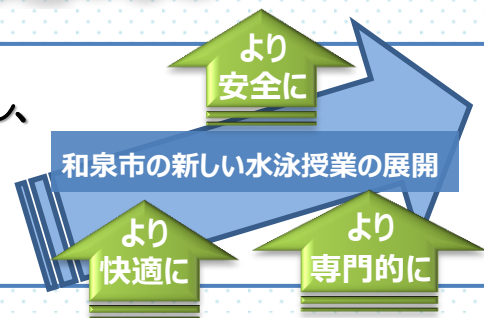 より
安全に
和泉市の新しい水泳授業の展開
より
快適に
より
専門的に